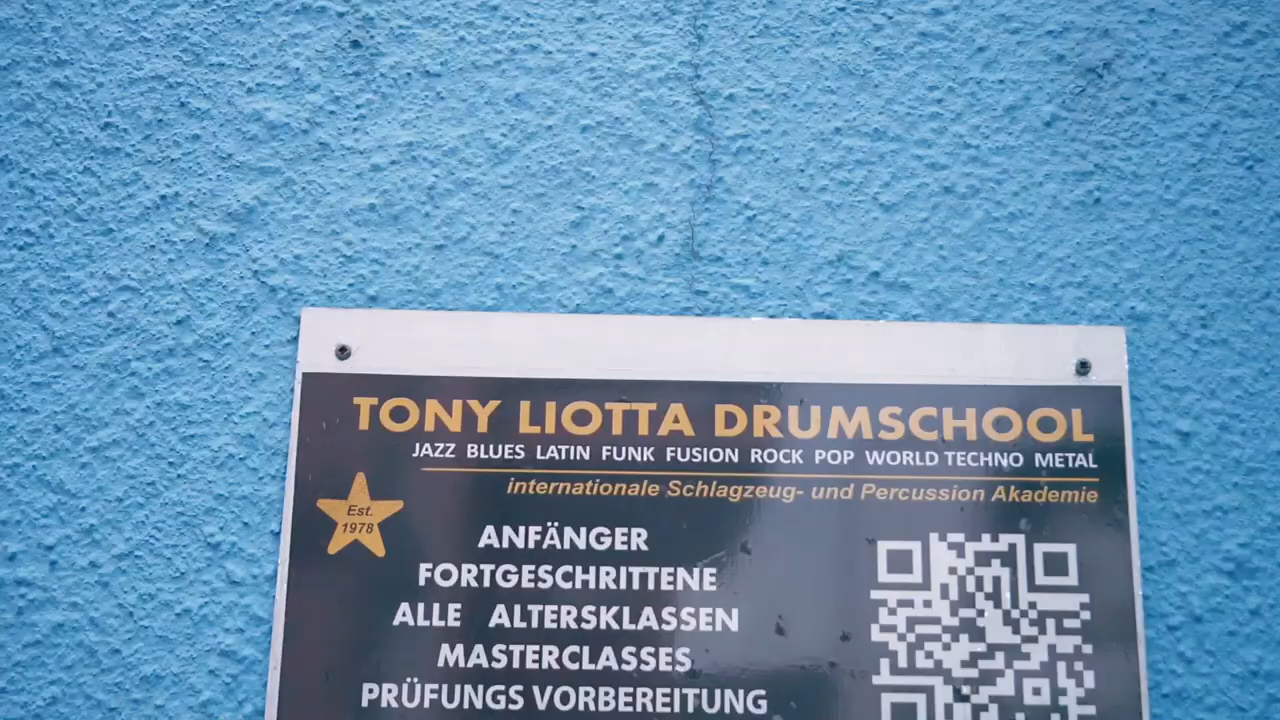 TONY LIOTTA DRUMSCHOOL
JAZZ BLUES LATIN FUNK FUSION ROCK POP WORLD TECHNO METAL
internationale Schlagzeug- und Percussion Akademie
Est.
1978
ANFÄNGER
FORTGESCHRITTENE
ALLE ALTERSKLASSEN
MASTERCLASSES
PRÜFUNGS VORBEREITUNG